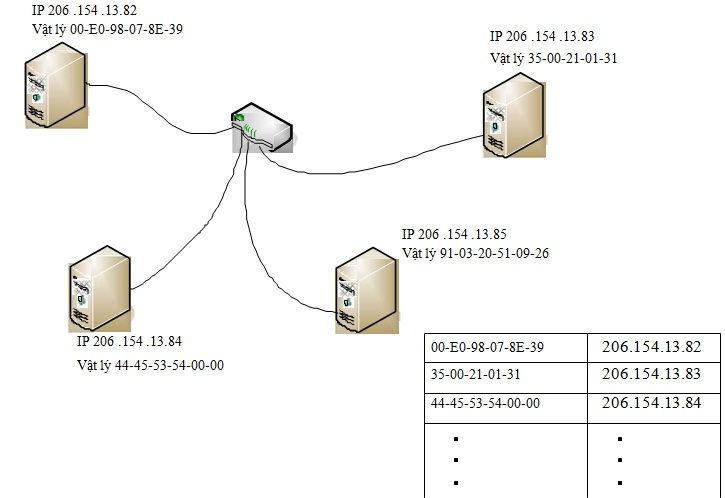 IP 206 .154 .13.82
Vật lý 00-E0-98-07-8E-39
IP 206 .154 .13.83
Vật lý 35-00-21-01-31
IP 206 .154 .13.85
Vật lý 91-03-20-51-09-26
IP 206 .154 .13.84
Vật lý 44-45-53-54-00-00
00-E0-98-07-8E-39 206.154.13.82
35-00-21-01-31 206.154.13.83
44-45-53-54-00-00 206.154.13.84